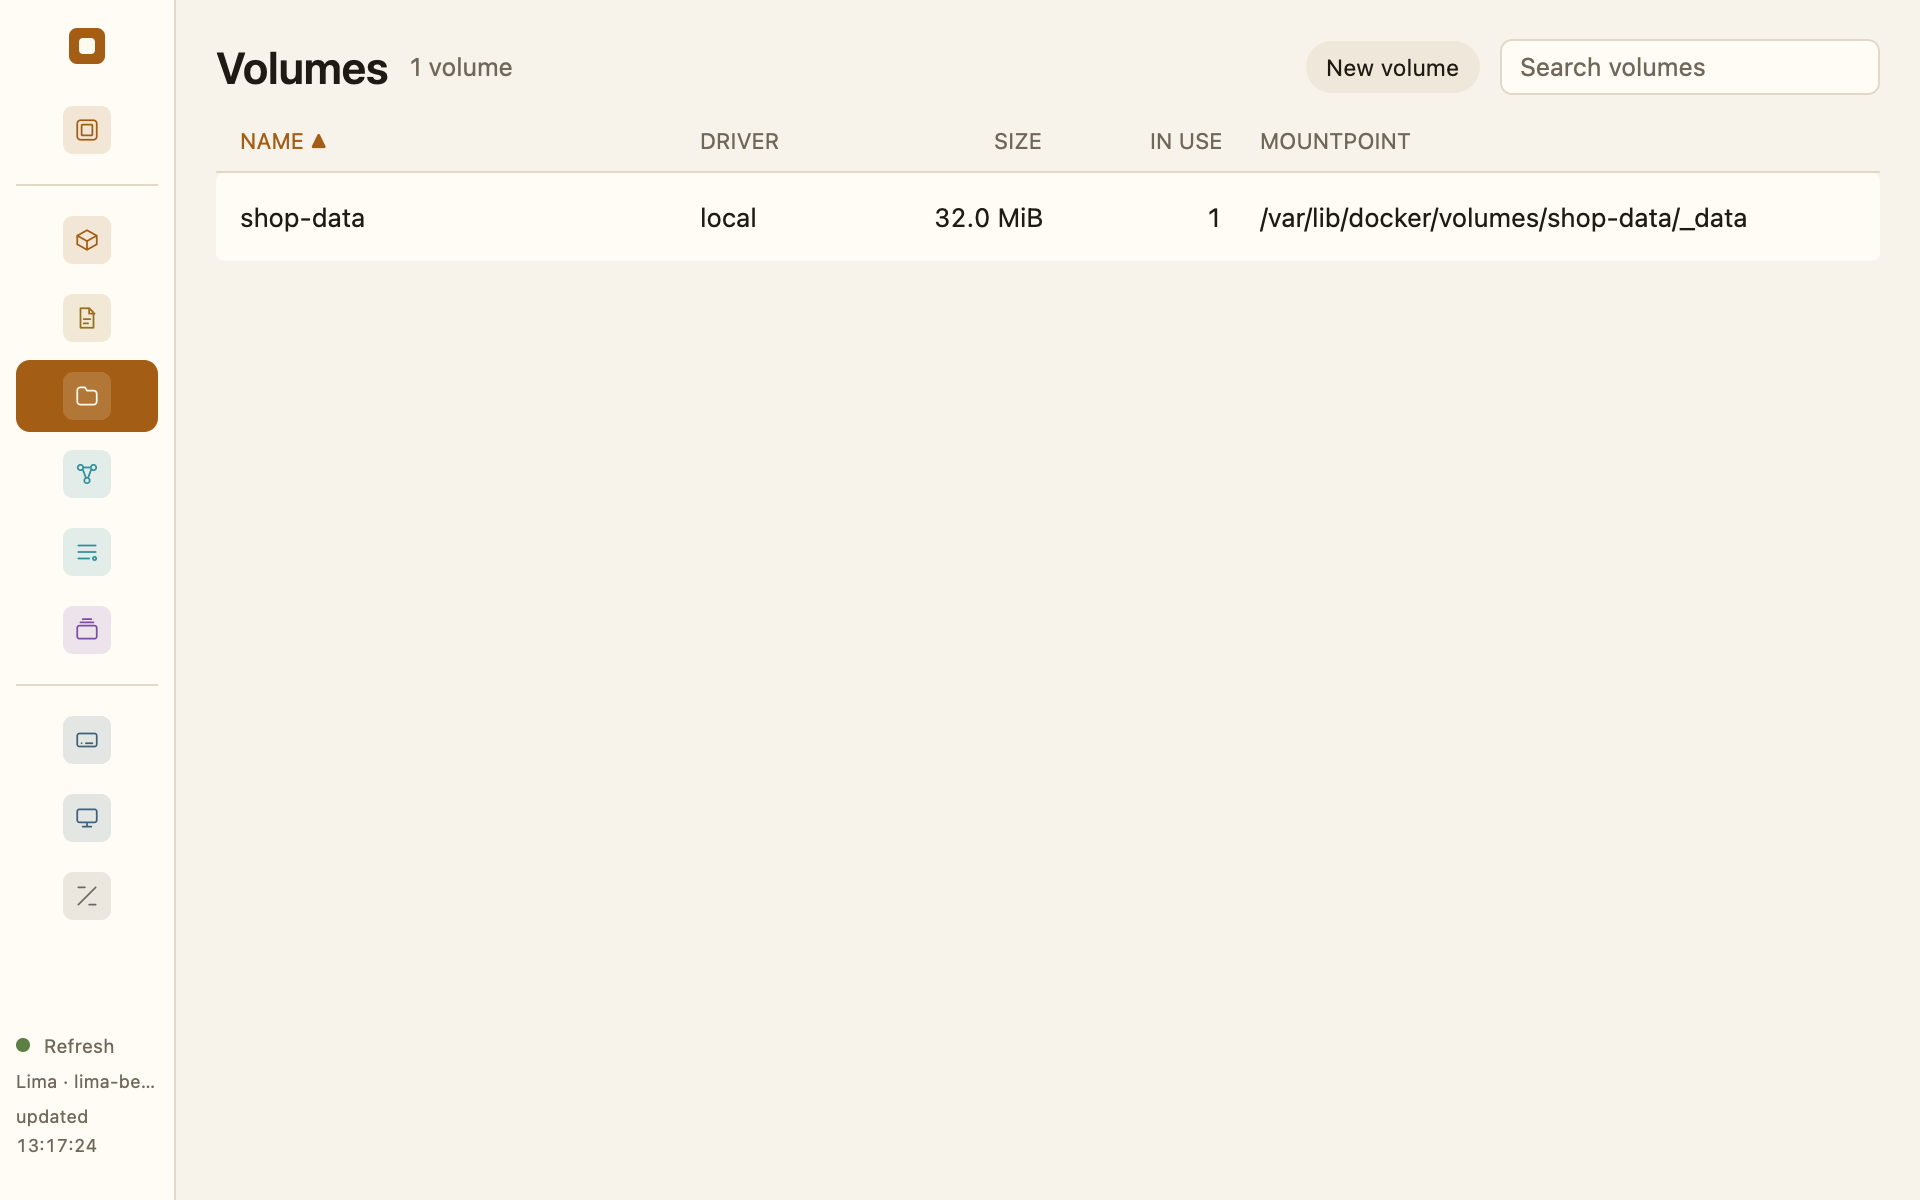 Volumes 1 volume
New volume
Search volumes
NAME ▲ DRIVER SIZE IN USE MOUNTPOINT
shop-data local 32.0 MiB 1 /var/lib/docker/volumes/shop-data/_data
Refresh
Lima · lima-be…
updated
13:17:24